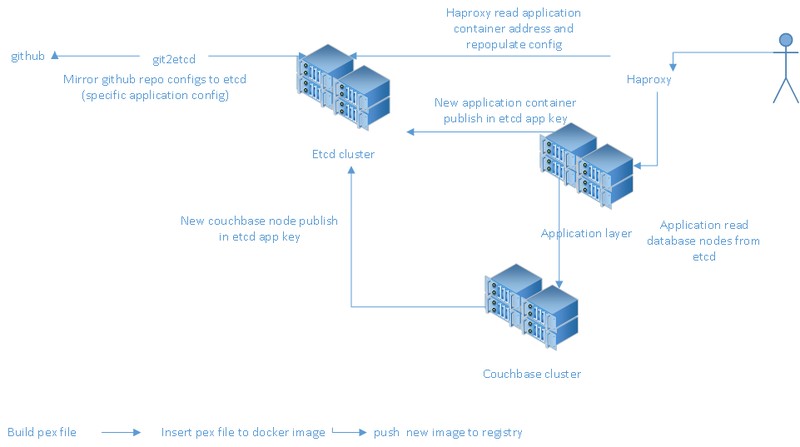 Haproxy read application
container address and
repopulate config
github
git2etcd
Mirror github repo configs to etcd
(specific application config)
Haproxy
New application container
publish in etcd app key
Etcd cluster
New couchbase node publish
in etcd app key
Application layer
Application read
database nodes from
etcd
Couchbase cluster
Build pex file
Insert pex file to docker image
push new image to registry